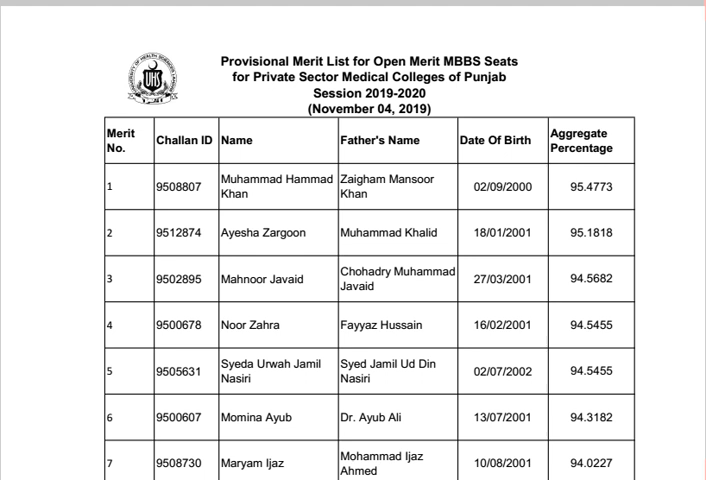 UHS
Provisional Merit List for Open Merit MBBS Seats
for Private Sector Medical Colleges of Punjab
Session 2019-2020
(November 04, 2019)
Merit No. Challan ID Name Father's Name Date Of Birth Aggregate Percentage
1 9508807 Muhammad Hammad Khan Zaigham Mansoor Khan 02/09/2000 95.4773
2 9512874 Ayesha Zargoon Muhammad Khalid 18/01/2001 95.1818
3 9502895 Mahnoor Javaid Chohadry Muhammad Javaid 27/03/2001 94.5682
4 9500678 Noor Zahra Fayyaz Hussain 16/02/2001 94.5455
5 9505631 Syeda Urwah Jamil Nasiri Syed Jamil Ud Din Nasiri 02/07/2002 94.5455
6 9500607 Momina Ayub Dr. Ayub Ali 13/07/2001 94.3182
7 9508730 Maryam Ijaz Mohammad Ijaz Ahmed 10/08/2001 94.0227